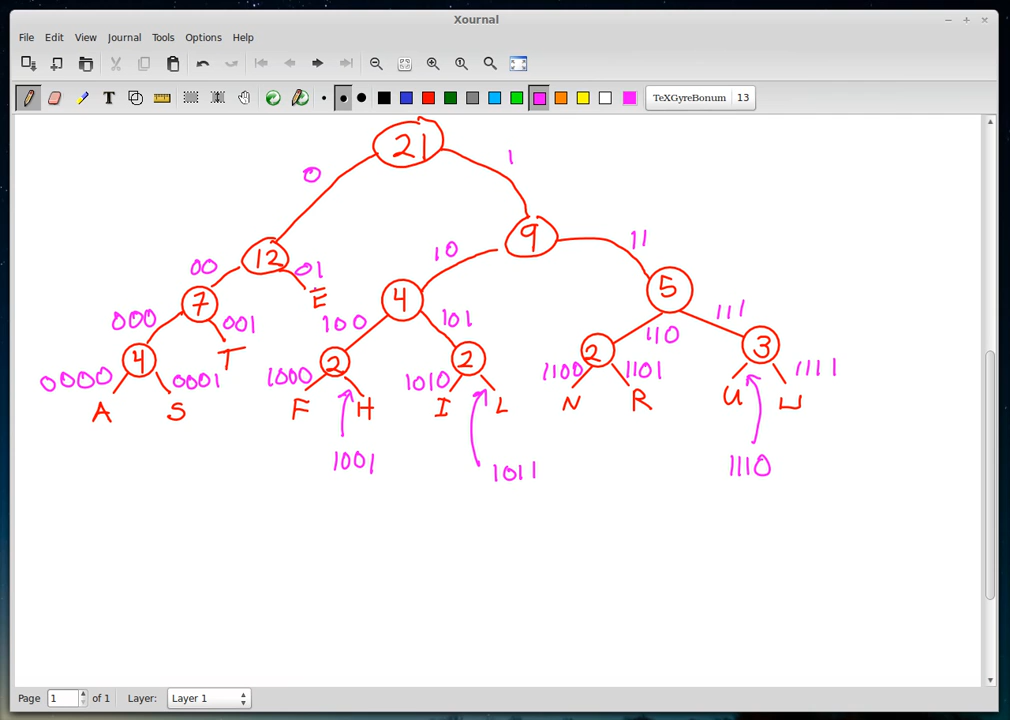 Xournal
File Edit View Journal Tools Options Help
TeXGyreBonum 13
21
0 1
12 9
00 01 10 11
7 E 4 5
000 001 100 101 110 111
4 T 2 2 2 3
0000 0001 1000 1010 1100 1101 1111
A S F H I L N R U ␣
1001 1011 1110
Page 1 of 1 Layer: Layer 1